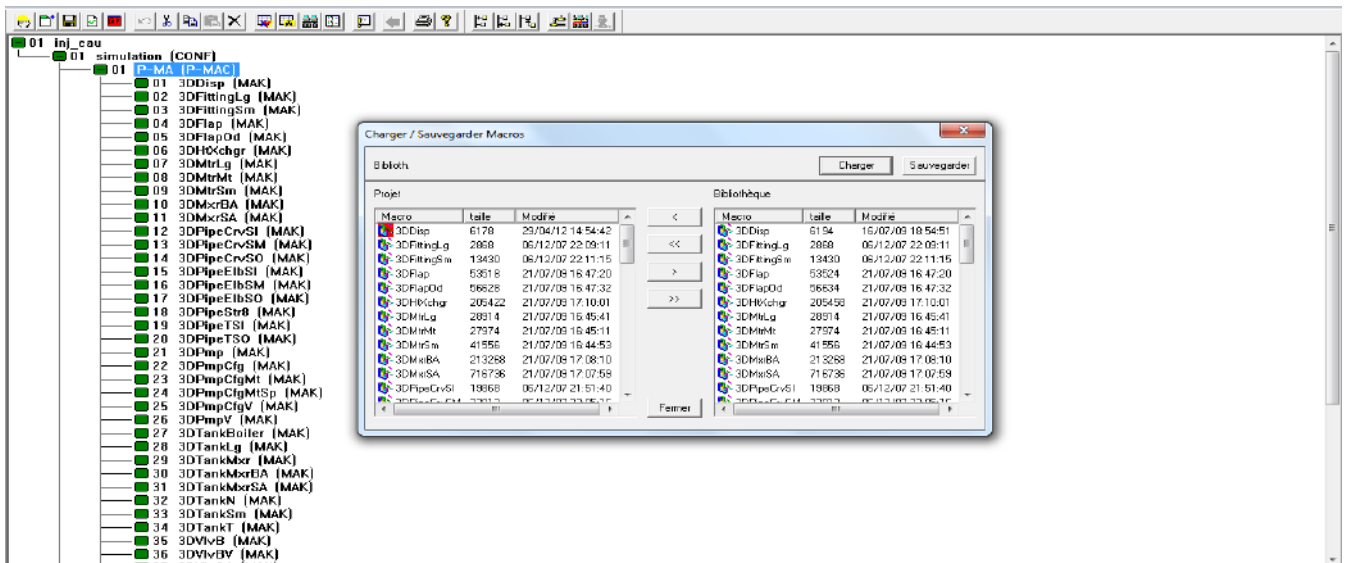 01 inj_cau
01 simulation (CONF)
01 P-MA (P-MAC)
01 3DDisp (MAK)
02 3DFittingLg (MAK)
03 3DFittingSm (MAK)
04 3DFlap (MAK)
05 3DFlapOd (MAK)
06 3DHtXchgr (MAK)
07 3DMtrLg (MAK)
08 3DMtrMt (MAK)
09 3DMtrSm (MAK)
10 3DMxrBA (MAK)
11 3DMxrSA (MAK)
12 3DPipeCrvSI (MAK)
13 3DPipeCrvSM (MAK)
14 3DPipeCrvSO (MAK)
15 3DPipeElbSI (MAK)
16 3DPipeElbSM (MAK)
17 3DPipeElbSO (MAK)
18 3DPipeStr8 (MAK)
19 3DPipeTSI (MAK)
20 3DPipeTSO (MAK)
21 3DPmp (MAK)
22 3DPmpCfg (MAK)
23 3DPmpCfgMt (MAK)
24 3DPmpCfgMtSp (MAK)
25 3DPmpCfgV (MAK)
26 3DPmpV (MAK)
27 3DTankBoiler (MAK)
28 3DTankLg (MAK)
29 3DTankMxr (MAK)
30 3DTankMxrBA (MAK)
31 3DTankMxrSA (MAK)
32 3DTankN (MAK)
33 3DTankSm (MAK)
34 3DTankT (MAK)
35 3DVlvB (MAK)
36 3DVlvBV (MAK)
Charger / Sauvegarder Macros
Biblioth.
Charger
Sauvegarder
Projet
Macro taille Modifié
3DDisp 6178 29/04/12 14:54:42
3DFittingLg 2868 06/12/07 22:09:11
3DFittingSm 13430 06/12/07 22:11:15
3DFlap 53518 21/07/09 16:47:20
3DFlapOd 56628 21/07/09 16:47:32
3DHtXchgr 205422 21/07/09 17:10:01
3DMtrLg 28914 21/07/09 16:45:41
3DMtrMt 27974 21/07/09 16:45:11
3DMtrSm 41556 21/07/09 16:44:53
3DMxrBA 213268 21/07/09 17:08:10
3DMxrSA 716736 21/07/09 17:07:59
3DPipeCrvSI 19868 06/12/07 21:51:40
<
<<
>
>>
Fermer
Bibliothèque
Macro taille Modifié
3DDisp 6194 16/07/09 18:54:51
3DFittingLg 2868 06/12/07 22:09:11
3DFittingSm 13430 06/12/07 22:11:15
3DFlap 53524 21/07/09 16:47:20
3DFlapOd 56634 21/07/09 16:47:32
3DHtXchgr 205458 21/07/09 17:10:01
3DMtrLg 28914 21/07/09 16:45:41
3DMtrMt 27974 21/07/09 16:45:11
3DMtrSm 41556 21/07/09 16:44:53
3DMxrBA 213268 21/07/09 17:08:10
3DMxrSA 716736 21/07/09 17:07:59
3DPipeCrvSI 19868 06/12/07 21:51:40